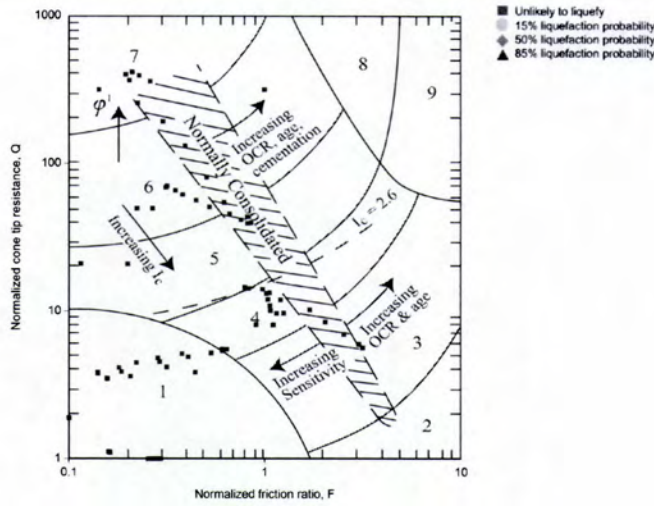 1000
100
10
1
0.1
1
10
Normalized cone tip resistance, Q
Normalized friction ratio, F
Unlikely to liquefy
15% liquefaction probability
50% liquefaction probability
85% liquefaction probability
7
8
9
φ'
Increasing
OCR, age,
cementation
Normally Consolidated
6
Increasing Ic
5
Ic = 2.6
4
Increasing
OCR & age
3
Increasing
Sensitivity
1
2